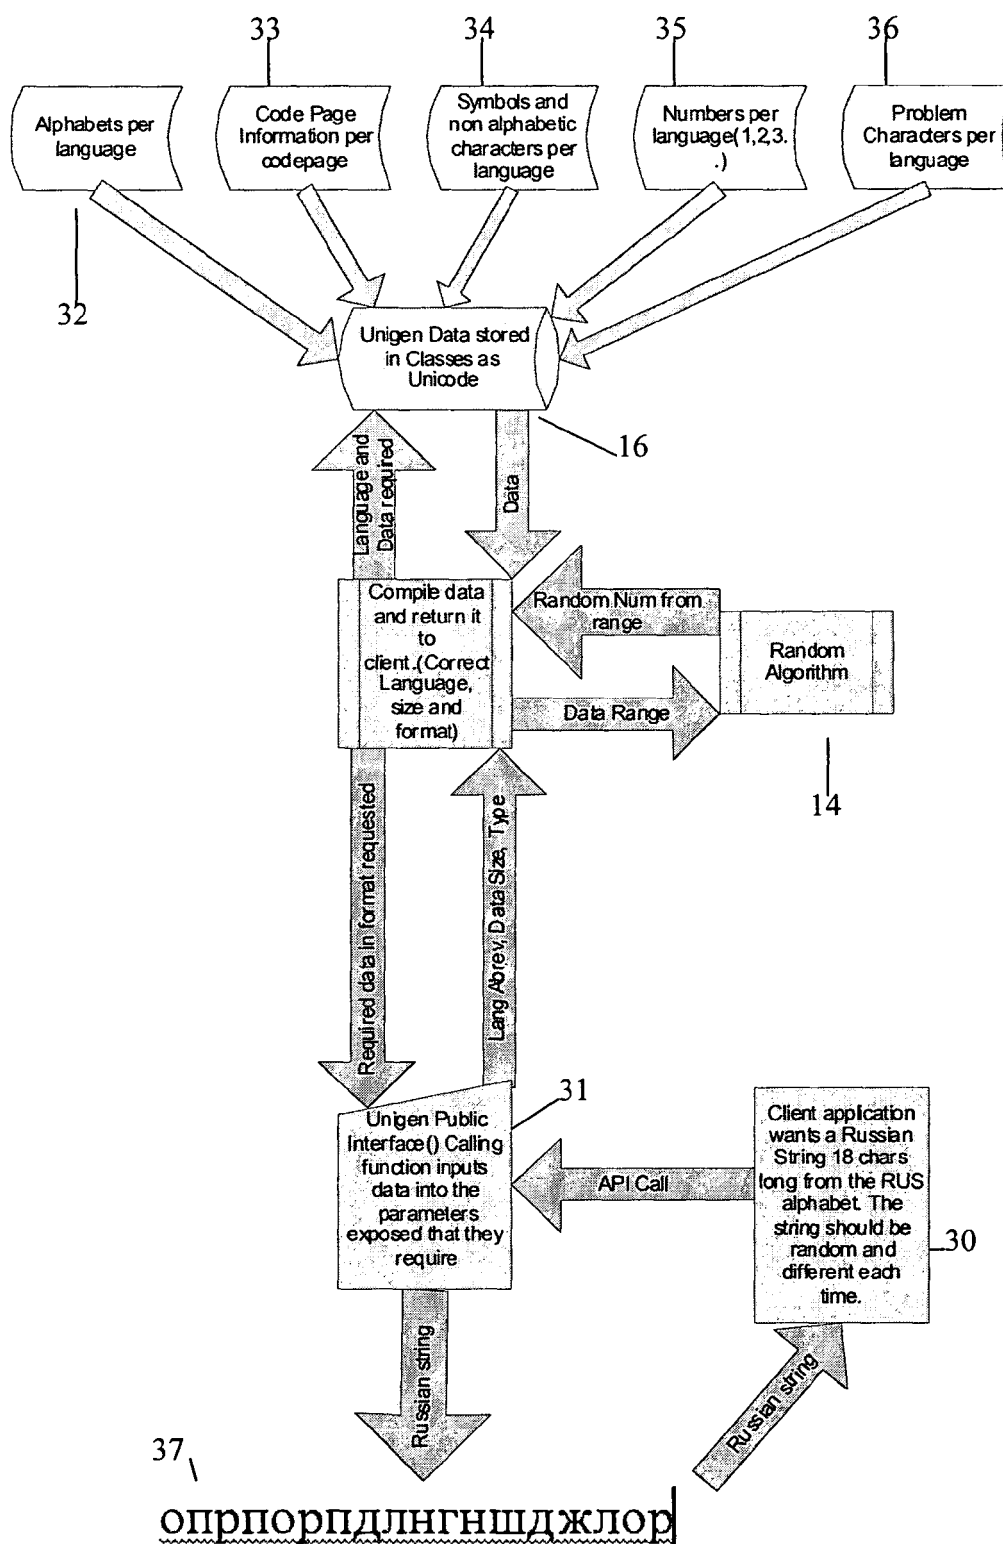 33
34
35
36
Alphabets per
language
Code Page
Information per
codepage
Symbols and
non alphabetic
characters per
language
Numbers per
language(1,2,3.
.)
Problem
Characters per
language
32
Unigen Data stored
in Classes as
Unicode
16
Language and
Data required
Data
Compile data
and return it to
client.(Correct
Language,
size and
format)
Random Num from
range
Random
Algorithm
Data Range
14
Required data in format requested
Lang Abrev, Data Size, Type
31
Unigen Public
Interface() Calling
function inputs
data into the
parameters
exposed that they
require
API Call
Client application
wants a Russian
String 18 chars
long from the RUS
alphabet. The
string should be
random and
different each
time.
30
Russian string
Russian string
37
опрпорпдлнгншджлор